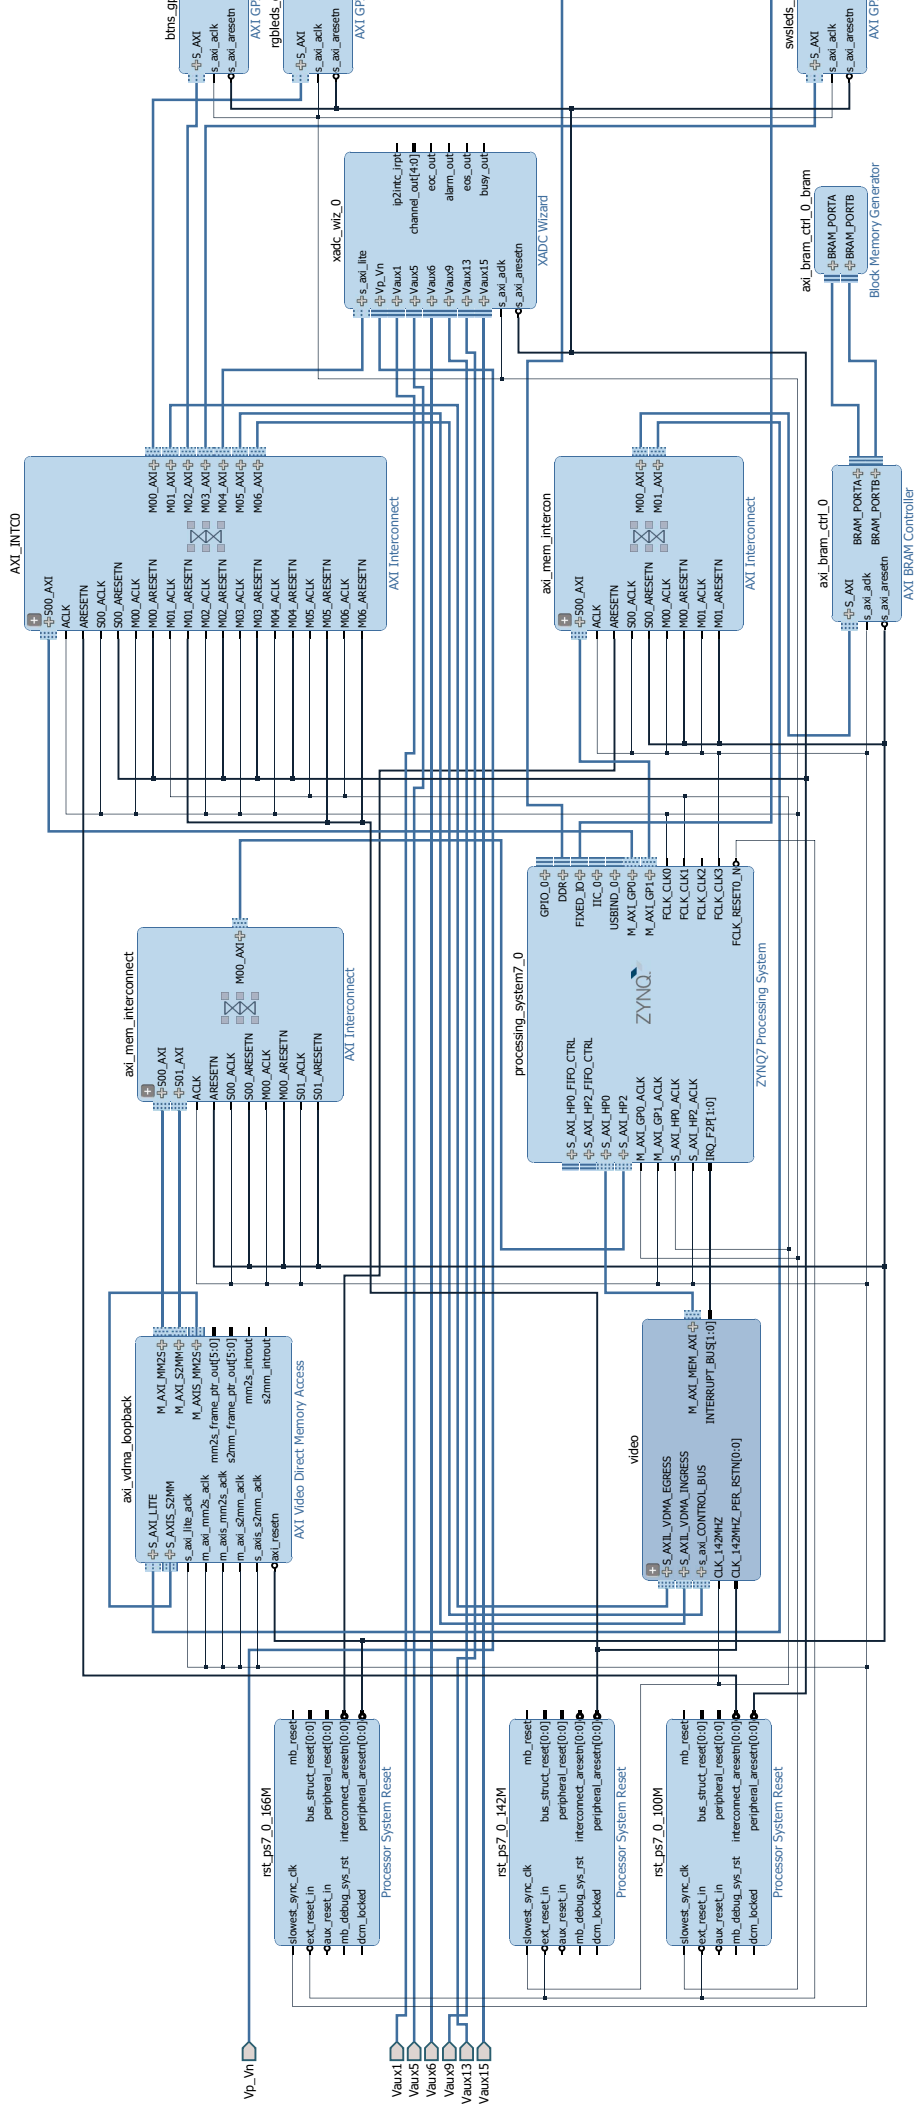 Vp_Vn
Vaux1
Vaux5
Vaux6
Vaux9
Vaux13
Vaux15
rst_ps7_0_166M
slowest_sync_clk
ext_reset_in
aux_reset_in
mb_debug_sys_rst
dcm_locked
mb_reset
bus_struct_reset[0:0]
peripheral_reset[0:0]
interconnect_aresetn[0:0]
peripheral_aresetn[0:0]
Processor System Reset
rst_ps7_0_142M
slowest_sync_clk
ext_reset_in
aux_reset_in
mb_debug_sys_rst
dcm_locked
mb_reset
bus_struct_reset[0:0]
peripheral_reset[0:0]
interconnect_aresetn[0:0]
peripheral_aresetn[0:0]
Processor System Reset
rst_ps7_0_100M
slowest_sync_clk
ext_reset_in
aux_reset_in
mb_debug_sys_rst
dcm_locked
mb_reset
bus_struct_reset[0:0]
peripheral_reset[0:0]
interconnect_aresetn[0:0]
peripheral_aresetn[0:0]
Processor System Reset
axi_vdma_loopback
S_AXI_LITE
S_AXIS_S2MM
s_axi_lite_aclk
m_axi_mm2s_aclk
m_axis_mm2s_aclk
m_axi_s2mm_aclk
s_axis_s2mm_aclk
axi_resetn
M_AXI_MM2S
M_AXI_S2MM
M_AXIS_MM2S
mm2s_frame_ptr_out[5:0]
s2mm_frame_ptr_out[5:0]
mm2s_introut
s2mm_introut
AXI Video Direct Memory Access
video
S_AXIL_VDMA_EGRESS
S_AXIL_VDMA_INGRESS
s_axi_CONTROL_BUS
CLK_142MHZ
CLK_142MHZ_PER_RSTN[0:0]
M_AXI_MEM_AXI
INTERRUPT_BUS[1:0]
axi_mem_interconnect
S00_AXI
S01_AXI
ACLK
ARESETN
S00_ACLK
S00_ARESETN
M00_ACLK
M00_ARESETN
S01_ACLK
S01_ARESETN
M00_AXI
AXI Interconnect
processing_system7_0
S_AXI_HP0_FIFO_CTRL
S_AXI_HP2_FIFO_CTRL
S_AXI_HP0
S_AXI_HP2
M_AXI_GP0_ACLK
M_AXI_GP1_ACLK
S_AXI_HP0_ACLK
S_AXI_HP2_ACLK
IRQ_F2P[1:0]
ZYNQ
GPIO_0
DDR
FIXED_IO
IIC_0
USBIND_0
M_AXI_GP0
M_AXI_GP1
FCLK_CLK0
FCLK_CLK1
FCLK_CLK2
FCLK_CLK3
FCLK_RESET0_N
ZYNQ7 Processing System
AXI_INTC0
S00_AXI
ACLK
ARESETN
S00_ACLK
S00_ARESETN
M00_ACLK
M00_ARESETN
M01_ACLK
M01_ARESETN
M02_ACLK
M02_ARESETN
M03_ACLK
M03_ARESETN
M04_ACLK
M04_ARESETN
M05_ACLK
M05_ARESETN
M06_ACLK
M06_ARESETN
M00_AXI
M01_AXI
M02_AXI
M03_AXI
M04_AXI
M05_AXI
M06_AXI
AXI Interconnect
axi_mem_intercon
S00_AXI
ACLK
ARESETN
S00_ACLK
S00_ARESETN
M00_ACLK
M00_ARESETN
M01_ACLK
M01_ARESETN
M00_AXI
M01_AXI
AXI Interconnect
axi_bram_ctrl_0
S_AXI
s_axi_aclk
s_axi_aresetn
BRAM_PORTA
BRAM_PORTB
AXI BRAM Controller
xadc_wiz_0
s_axi_lite
Vp_Vn
Vaux1
Vaux5
Vaux6
Vaux9
Vaux13
Vaux15
s_axi_aclk
s_axi_aresetn
ip2intc_irpt
channel_out[4:0]
eoc_out
alarm_out
eos_out
busy_out
XADC Wizard
axi_bram_ctrl_0_bram
BRAM_PORTA
BRAM_PORTB
Block Memory Generator
btns_gp
S_AXI
s_axi_aclk
s_axi_aresetn
AXI GP
rgbleds_
S_AXI
s_axi_aclk
s_axi_aresetn
AXI GP
swsleds_
S_AXI
s_axi_aclk
s_axi_aresetn
AXI GP